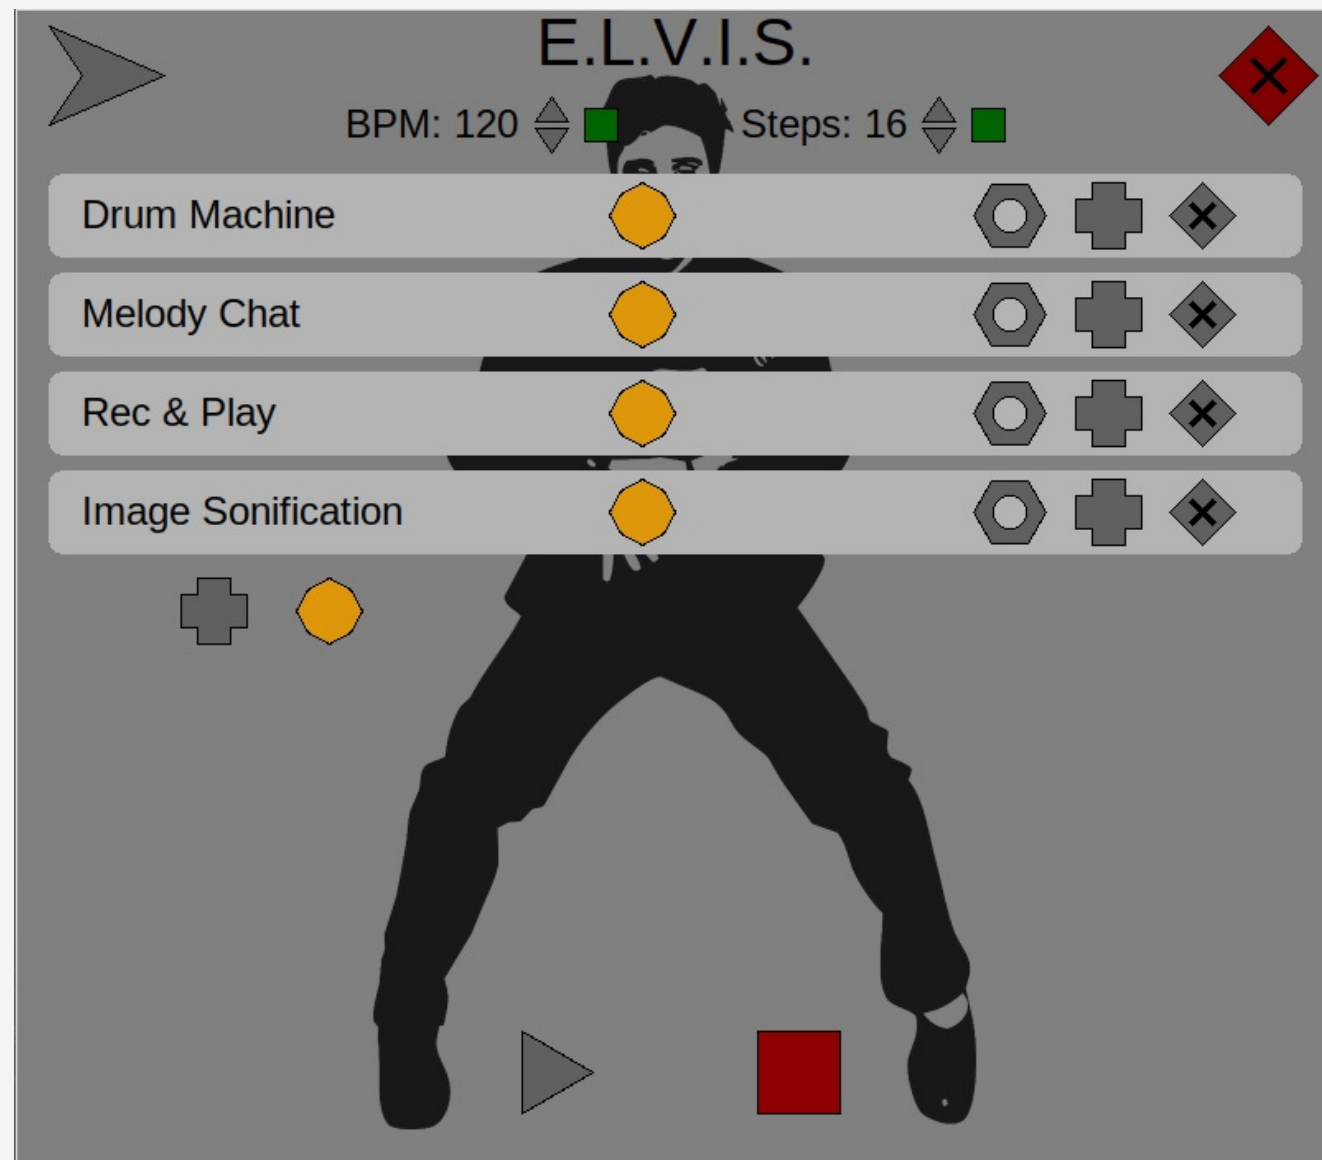 E.L.V.I.S.
BPM: 120 Steps: 16
Drum Machine
Melody Chat
Rec & Play
Image Sonification